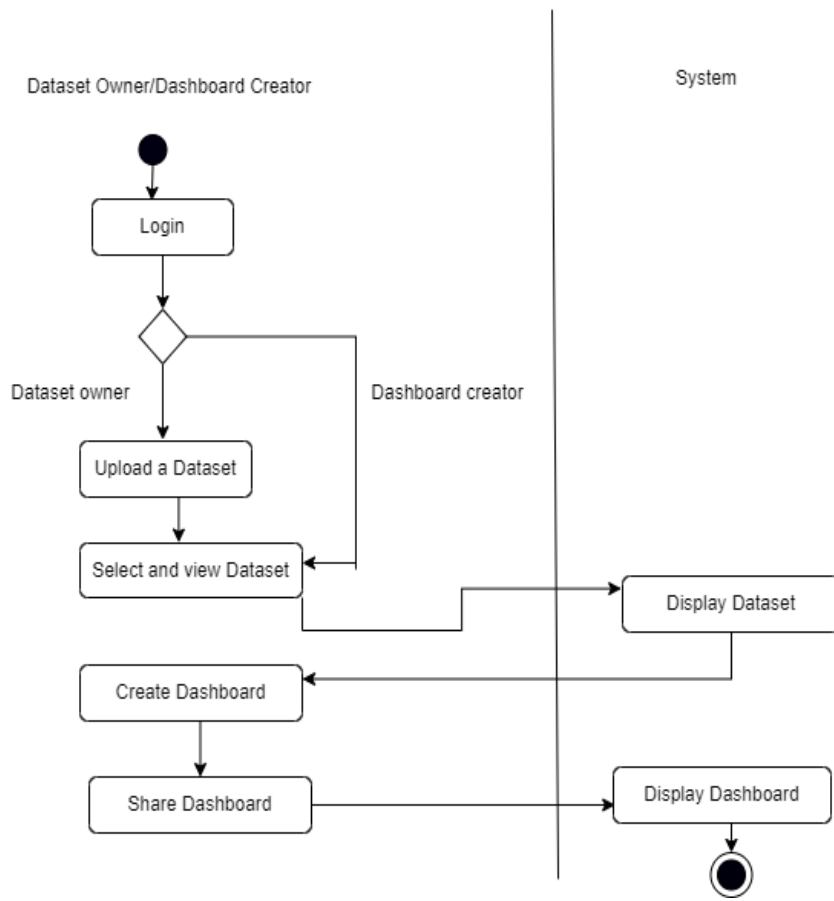 Dataset Owner/Dashboard Creator
System
Login
Dataset owner
Dashboard creator
Upload a Dataset
Select and view Dataset
Display Dataset
Create Dashboard
Share Dashboard
Display Dashboard